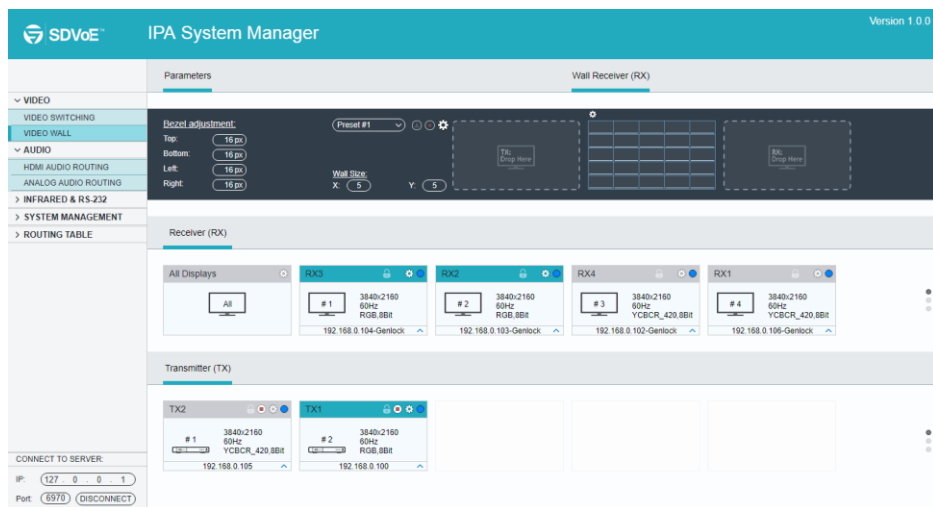 SDVoE™
IPA System Manager
Version 1.0.0
Parameters
Wall Receiver (RX)
VIDEO
VIDEO SWITCHING
VIDEO WALL
AUDIO
HDMI AUDIO ROUTING
ANALOG AUDIO ROUTING
INFRARED & RS-232
SYSTEM MANAGEMENT
ROUTING TABLE
Bezel adjustment:
Top: 16 px
Bottom: 16 px
Left: 16 px
Right: 16 px
Preset #1
Wall Size:
X: 5 Y: 5
TX:
Drop Here
RX:
Drop Here
Receiver (RX)
All Displays
All
RX3
# 1
3840x2160
60Hz
RGB,8Bit
192.168.0.104-Genlock
RX2
# 2
3840x2160
60Hz
RGB,8Bit
192.168.0.103-Genlock
RX4
# 3
3840x2160
60Hz
YCBCR_420,8Bit
192.168.0.102-Genlock
RX1
# 4
3840x2160
60Hz
YCBCR_420,8Bit
192.168.0.106-Genlock
Transmitter (TX)
TX2
# 1
3840x2160
60Hz
YCBCR_420,8Bit
192.168.0.105
TX1
# 2
3840x2160
60Hz
RGB,8Bit
192.168.0.100
CONNECT TO SERVER:
IP: 127 . 0 . 0 . 1
Port: 6970 DISCONNECT